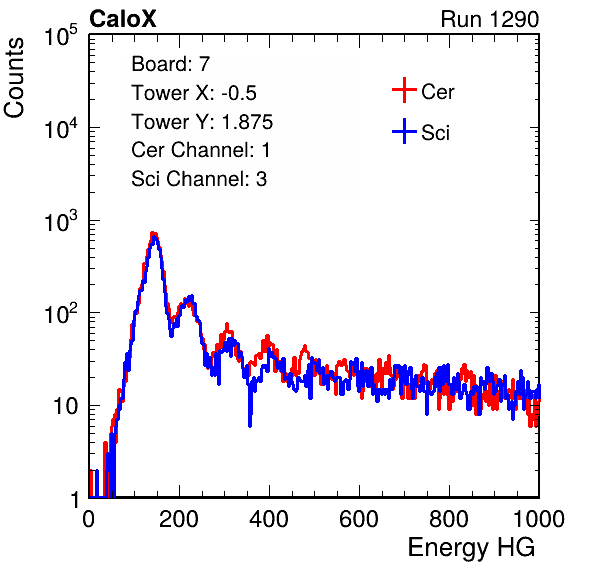 CaloX Run 1290
Counts
10^5
10^4
10^3
10^2
10
1
Board: 7
Tower X: -0.5
Tower Y: 1.875
Cer Channel: 1
Sci Channel: 3
Cer
Sci
0 200 400 600 800 1000
Energy HG